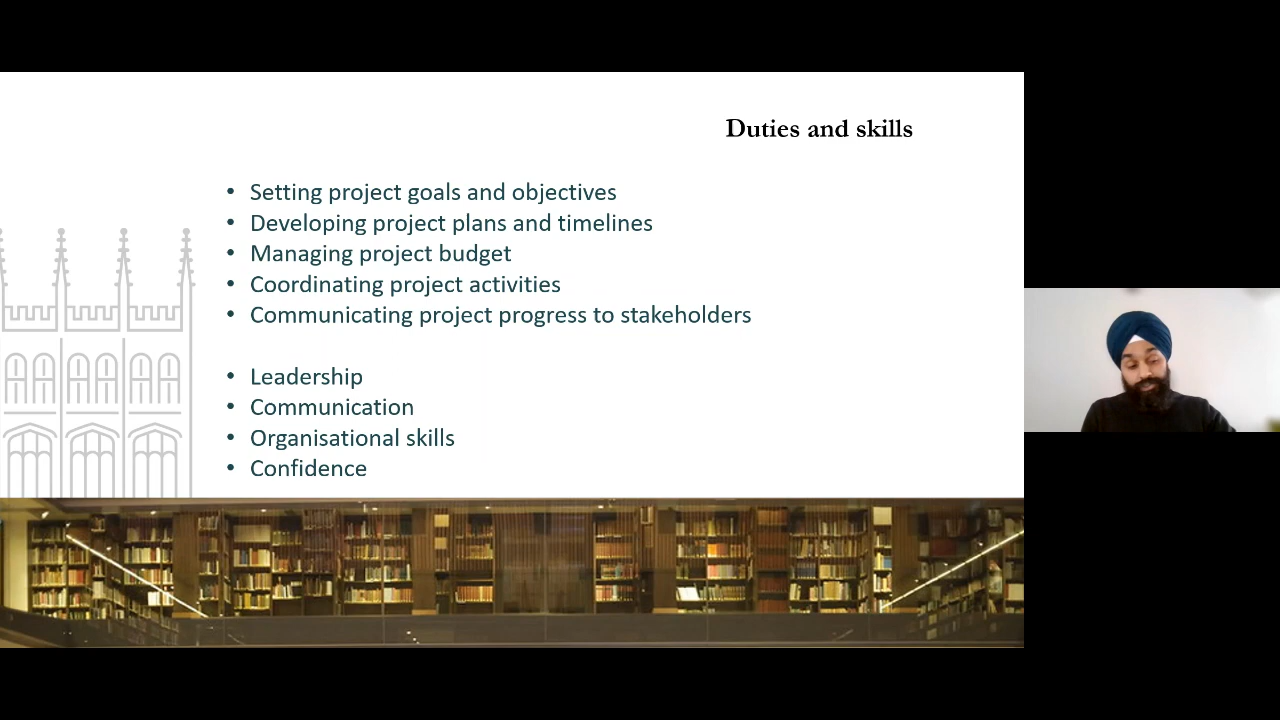 Duties and skills
• Setting project goals and objectives
• Developing project plans and timelines
• Managing project budget
• Coordinating project activities
• Communicating project progress to stakeholders
• Leadership
• Communication
• Organisational skills
• Confidence